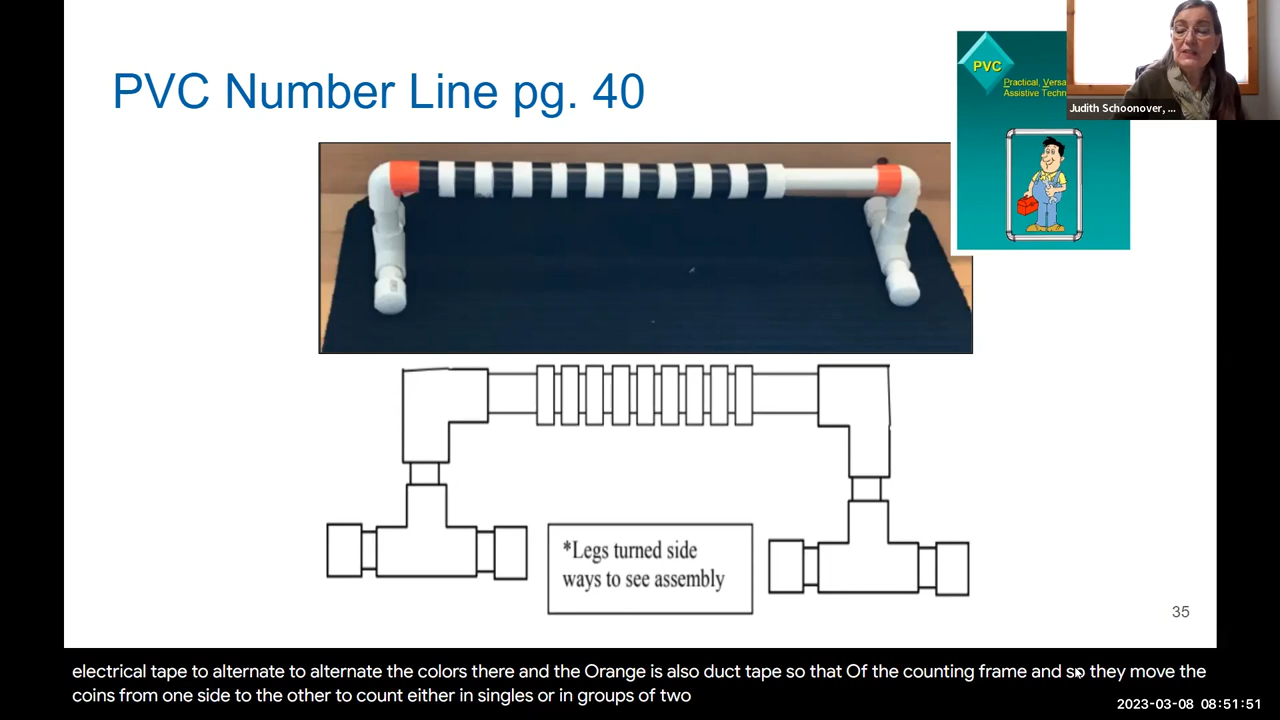 PVC Number Line pg. 40
PVC
Practical, Versa
Assistive Techn
Judith Schoonover, ...
*Legs turned side
ways to see assembly
35
electrical tape to alternate to alternate the colors there and the Orange is also duct tape so that Of the counting frame and so they move the
coins from one side to the other to count either in singles or in groups of two
2023-03-08 08:51:51